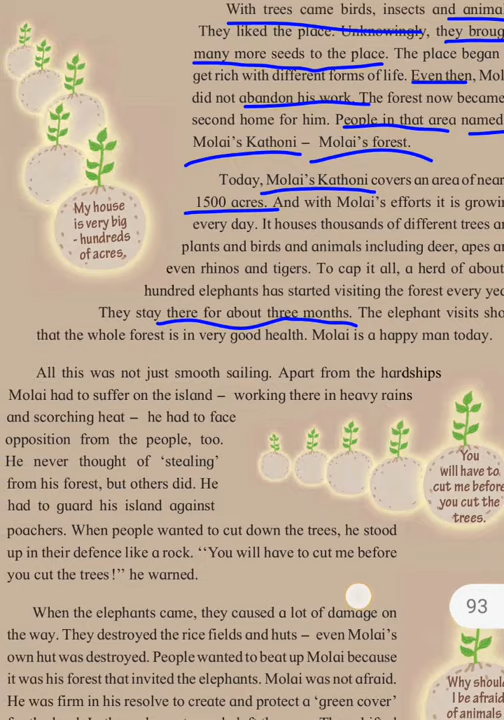 With trees came birds, insects and
They liked the place. Unknowingly, they
many more seeds to the place. The place began
get rich with different forms of life. Even then,
did not abandon his work. The forest now became
second home for him. People in that area named
Molai's Kathoni – Molai's forest.
My house
is very big
- hundreds
of acres,
Today, Molai's Kathoni covers an area of
1500 acres. And with Molai's efforts it is
every day. It houses thousands of different trees
plants and birds and animals including deer, apes
even rhinos and tigers. To cap it all, a herd of about
hundred elephants has started visiting the forest every
They stay there for about three months. The elephant visits
that the whole forest is in very good health. Molai is a happy man today.
All this was not just smooth sailing. Apart from the hardships
Molai had to suffer on the island – working there in heavy rains
and scorching heat – he had to face
opposition from the people, too.
He never thought of ‘stealing’
from his forest, but others did. He
had to guard his island against
poachers. When people wanted to cut down the trees, he stood
up in their defence like a rock. “You will have to cut me before
you cut the trees!” he warned.
You
will have to
cut me before
you cut the
trees.
When the elephants came, they caused a lot of damage on
the way. They destroyed the rice fields and huts – even Molai's
own hut was destroyed. People wanted to beat up Molai because
it was his forest that invited the elephants. Molai was not afraid.
He was firm in his resolve to create and protect a ‘green cover’
93
Why should
I be afraid
of animals